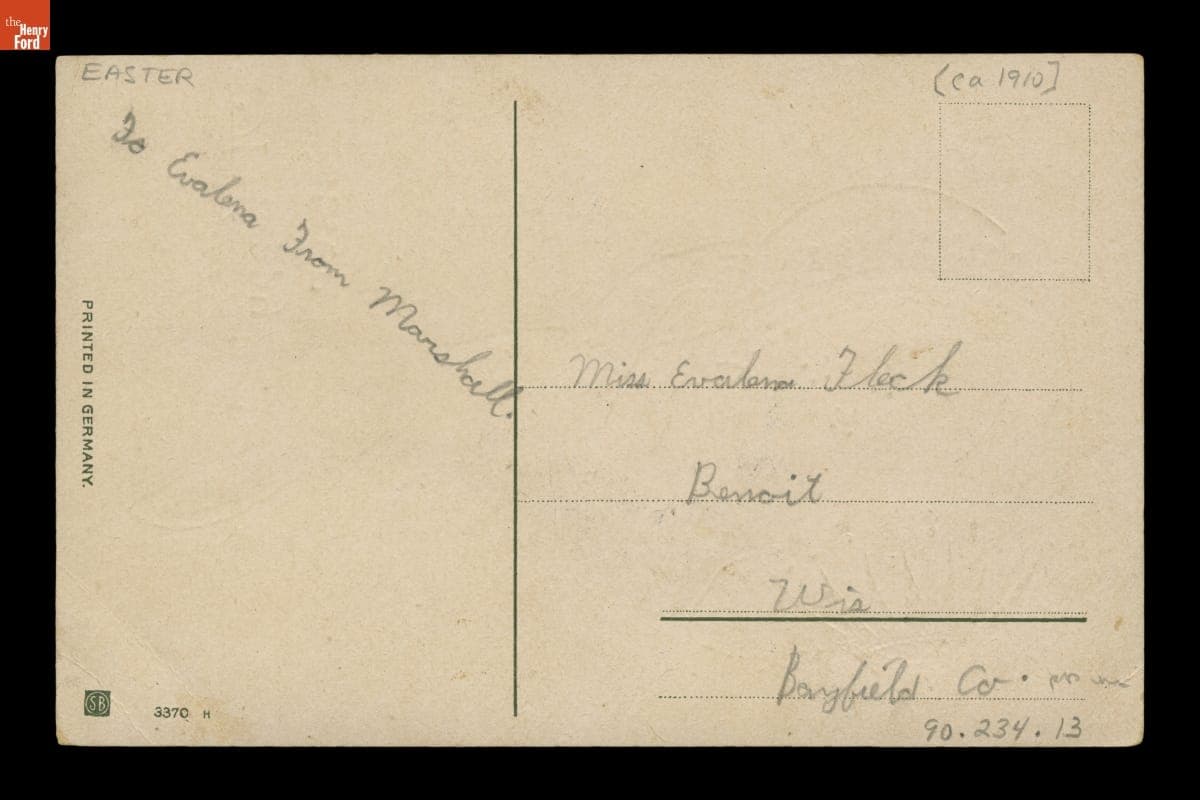 the
Henry
Ford
EASTER
[ca 1910]
To Evalena From Marshall.
PRINTED IN GERMANY.
Miss Evalena Fleck
Benoit
Wis
Bayfield Co.
90.234.13
SB
3370 H